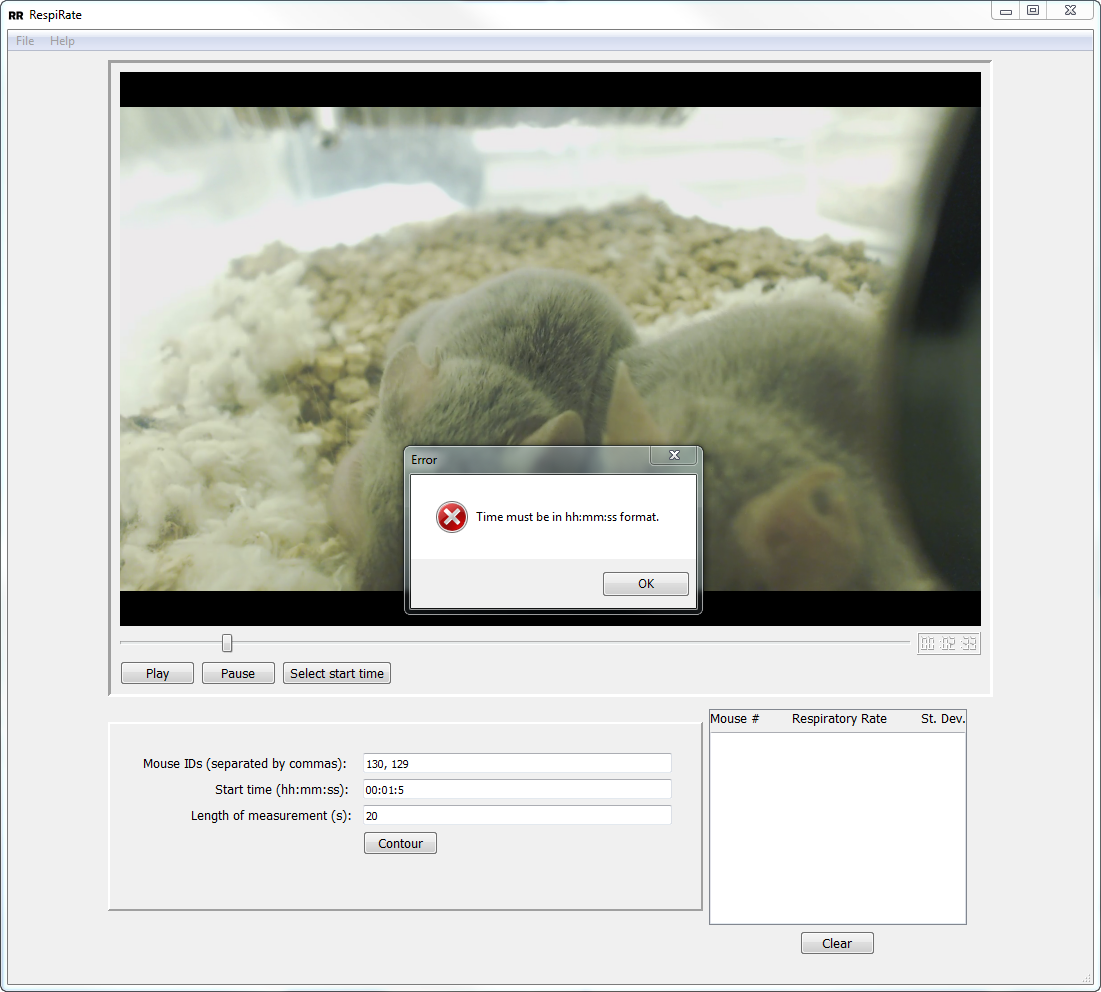 RR RespiRate
File Help
Error
Time must be in hh:mm:ss format.
OK
00:02:33
Play Pause Select start time
Mouse # Respiratory Rate St. Dev.
Mouse IDs (separated by commas): 130, 129
Start time (hh:mm:ss): 00:01:5
Length of measurement (s): 20
Contour
Clear